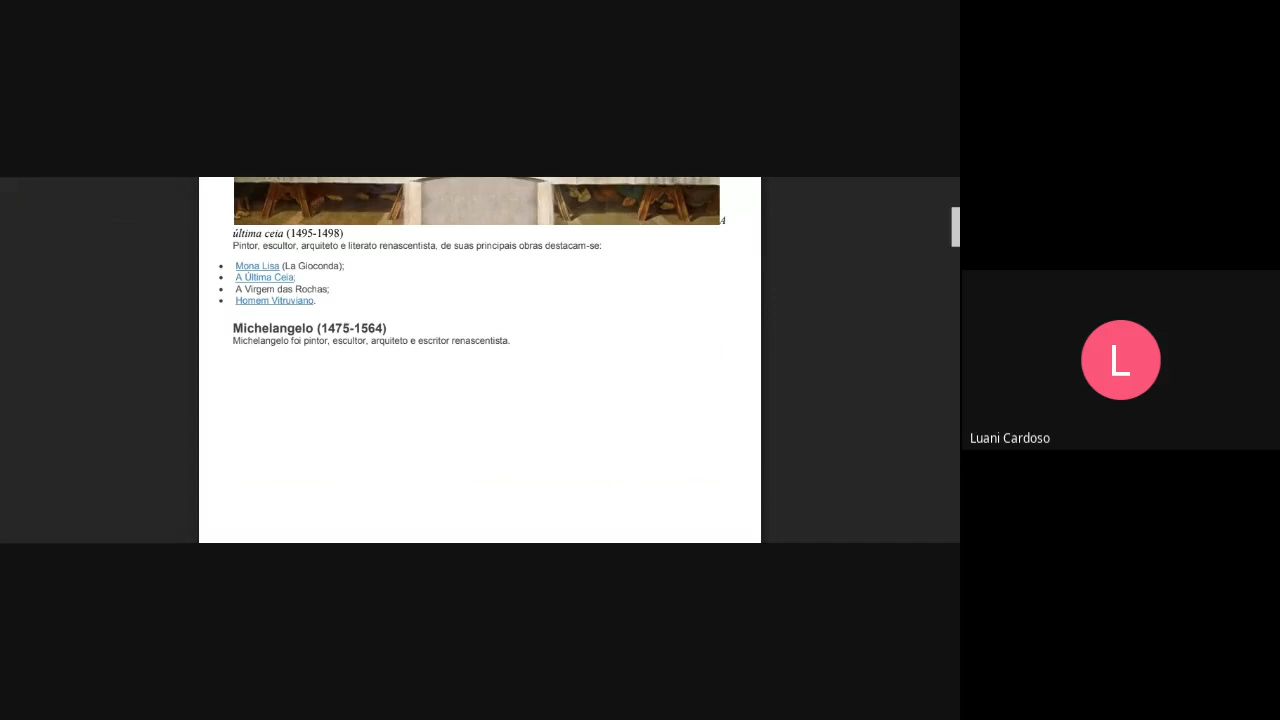 A
última ceia (1495-1498)
Pintor, escultor, arquiteto e literato renascentista, de suas principais obras destacam-se:
• Mona Lisa (La Gioconda);
• A Última Ceia;
• A Virgem das Rochas;
• Homem Vitruviano.
Michelangelo (1475-1564)
Michelangelo foi pintor, escultor, arquiteto e escritor renascentista.
L
Luani Cardoso